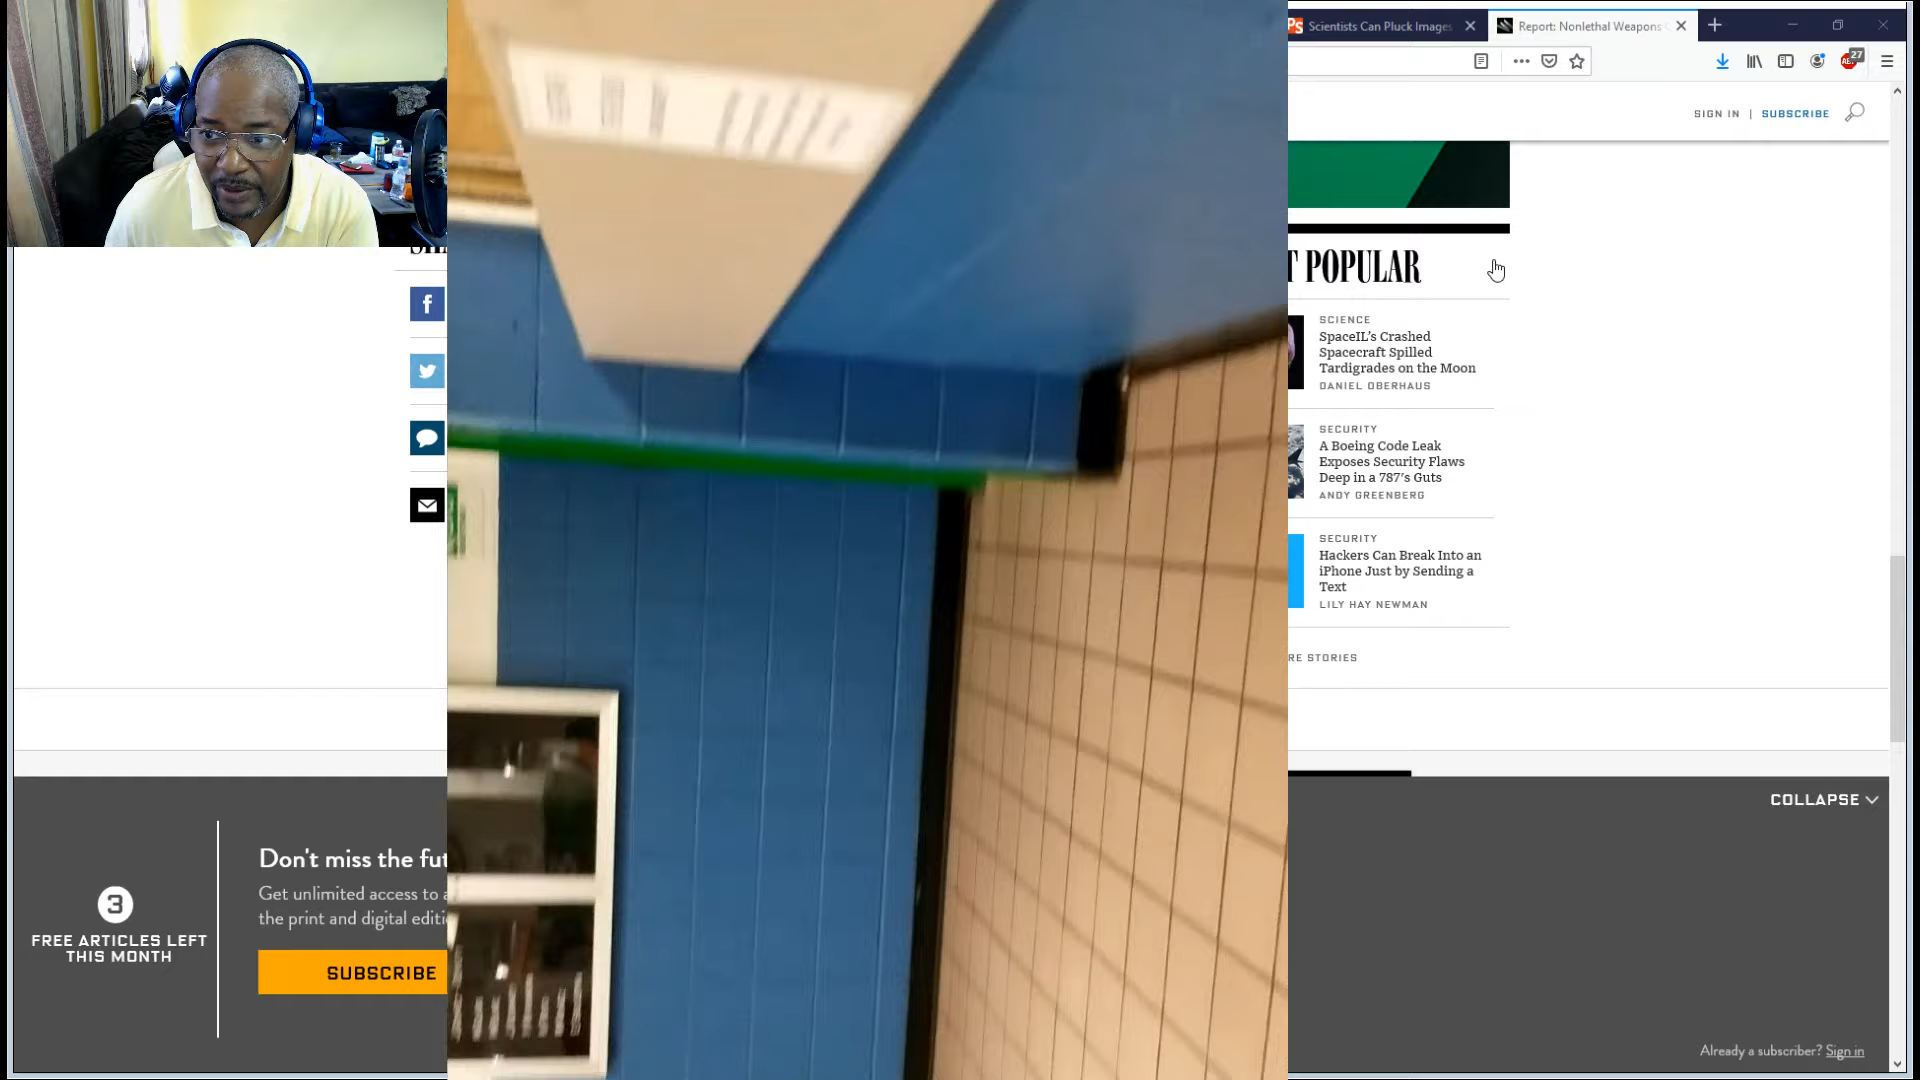 Scientists Can Pluck Images
Report: Nonlethal Weapons
27
SIGN IN | SUBSCRIBE
T POPULAR
SCIENCE
SpaceIL's Crashed
Spacecraft Spilled
Tardigrades on the Moon
DANIEL OBERHAUS
SECURITY
A Boeing Code Leak
Exposes Security Flaws
Deep in a 787's Guts
ANDY GREENBERG
SECURITY
Hackers Can Break Into an
iPhone Just by Sending a
Text
LILY HAY NEWMAN
RE STORIES
COLLAPSE
3
FREE ARTICLES LEFT
THIS MONTH
Don't miss the fut
Get unlimited access to a
the print and digital editi
SUBSCRIBE
Already a subscriber? Sign in